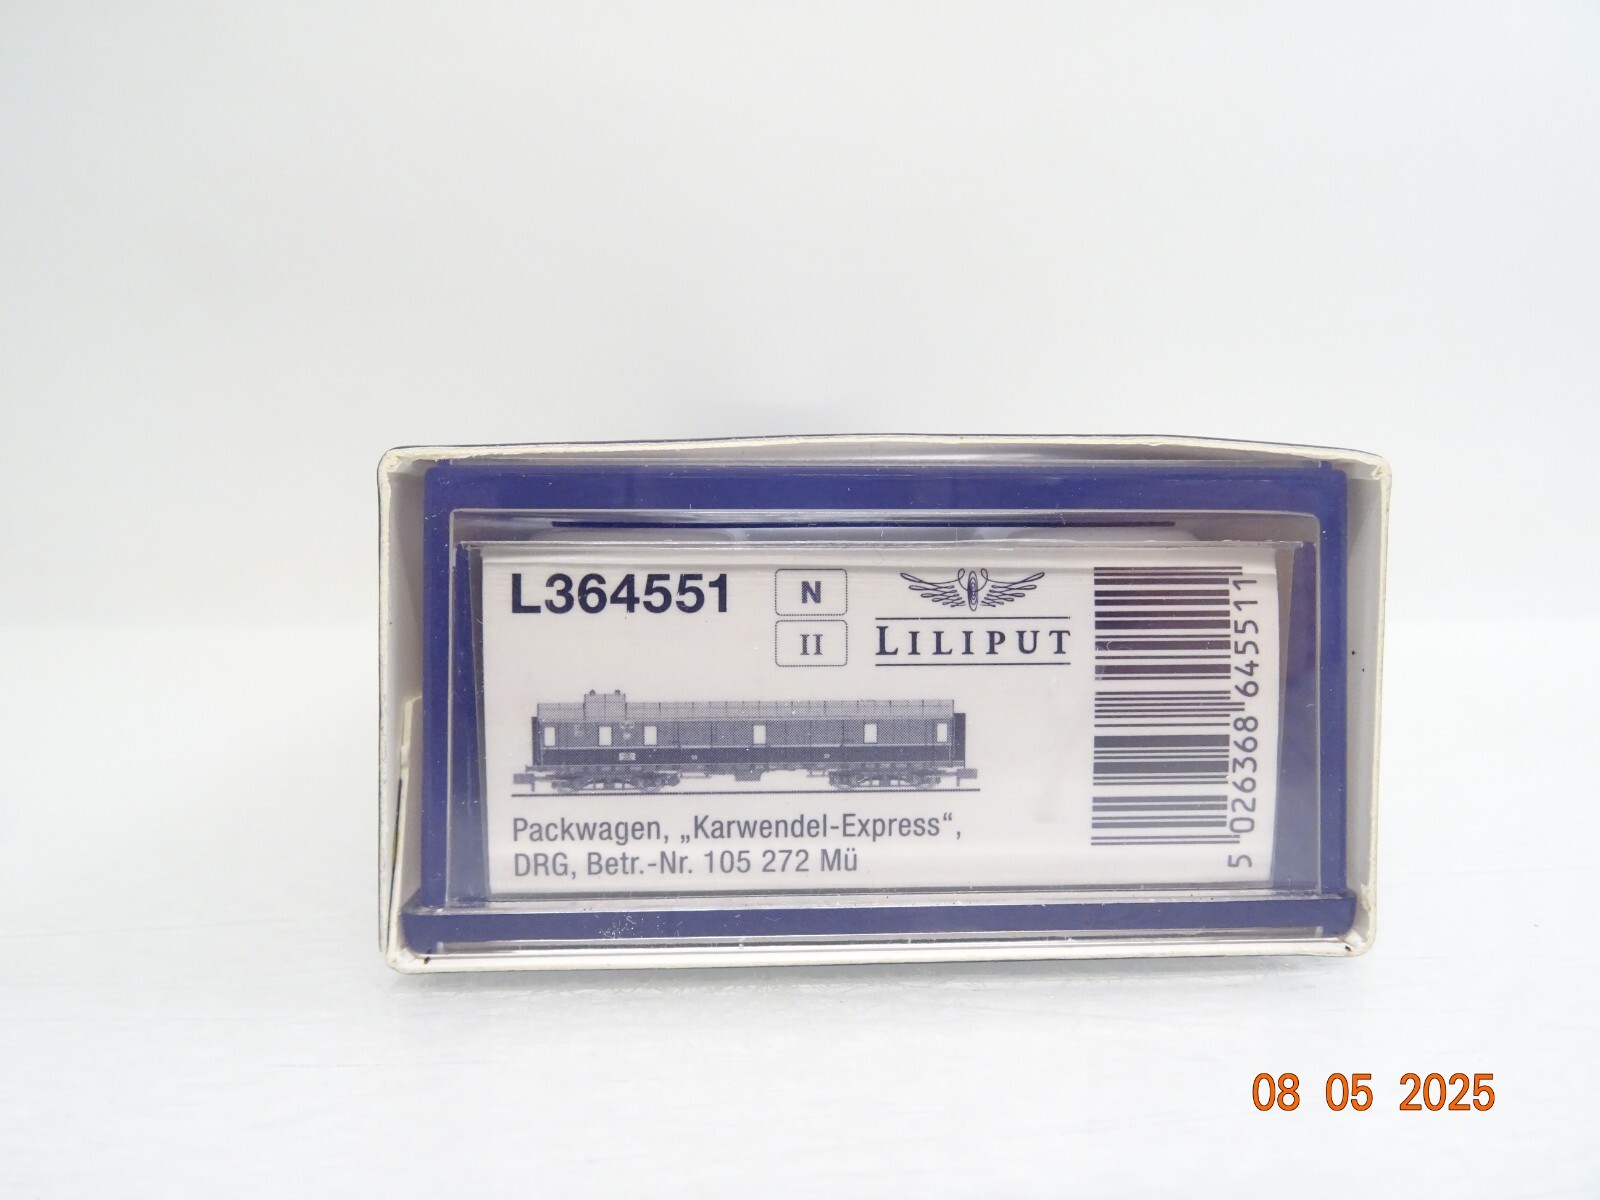 L364551
N
II
LILIPUT
Packwagen, „Karwendel-Express“,
DRG, Betr.-Nr. 105 272 Mü
5 026368 645511
08 05 2025